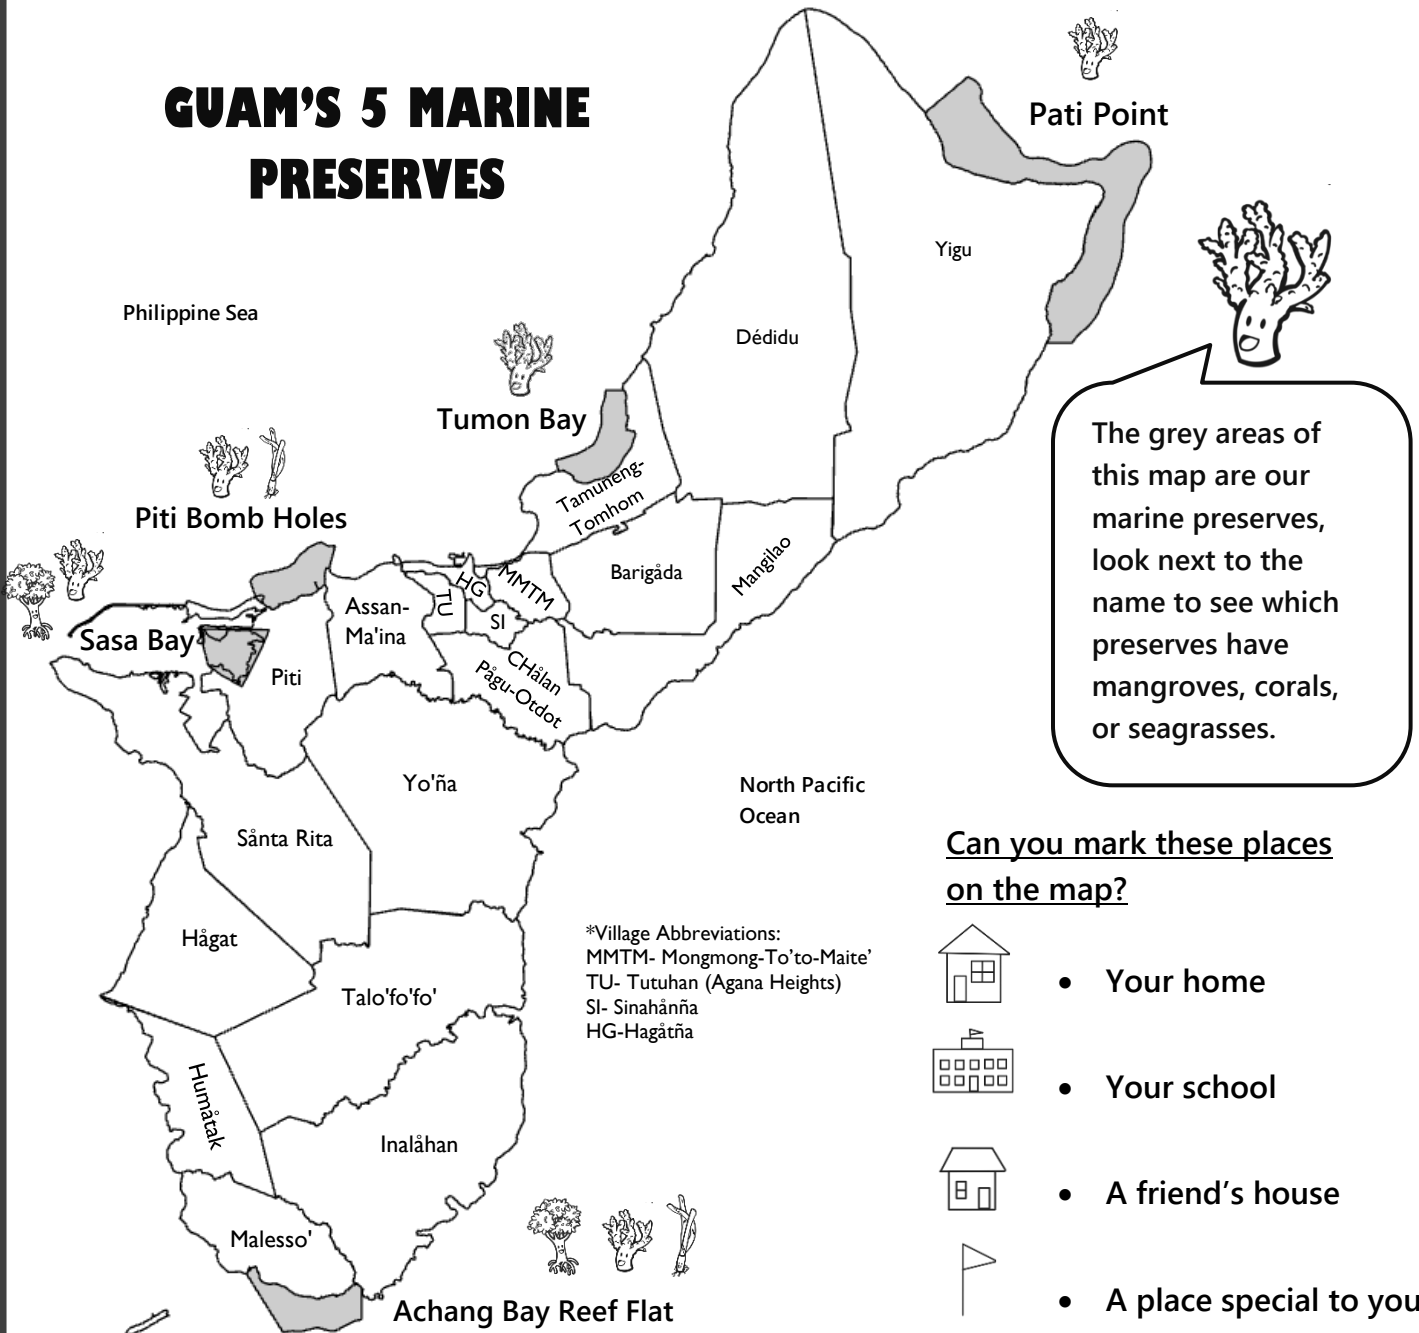 GUAM'S 5 MARINE
PRESERVES
Pati Point
Yigu
Philippine Sea
Dédidu
Tumon Bay
The grey areas of
this map are our
marine preserves,
look next to the
name to see which
preserves have
mangroves, corals,
or seagrasses.
Tamuneng-
Tomhom
Piti Bomb Holes
Mangilao
Barigåda
MMTM
HG
TU
Assan-
Ma'ina
SI
Sasa Bay
Piti
CHålan
Pågu-Otdot
Yo'ña
North Pacific
Ocean
Sånta Rita
Can you mark these places
on the map?
Hågat
*Village Abbreviations:
MMTM- Mongmong-To'to-Maite’
TU- Tutuhan (Agana Heights)
SI- Sinahånña
HG-Hagåtña
Talo'fo'fo'
• Your home
• Your school
Humåtak
Inalåhan
• A friend’s house
Malesso'
Achang Bay Reef Flat
• A place special to you